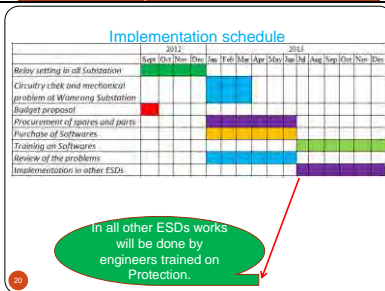 Implementation schedule
2012 2013
Sept Oct Nov Dec Jan Feb Mar Apr May Jun Jul Aug Sep Oct Nov Dec
Relay setting in all Substation
Circuitry chek and mechanical
problem at Wamrong Substation
Budget proposal
Procurement of spares and parts
Purchase of Softwares
Training on Softwares
Review of the problems
Implementation in other ESDs
In all other ESDs works
will be done by
engineers trained on
Protection.
20